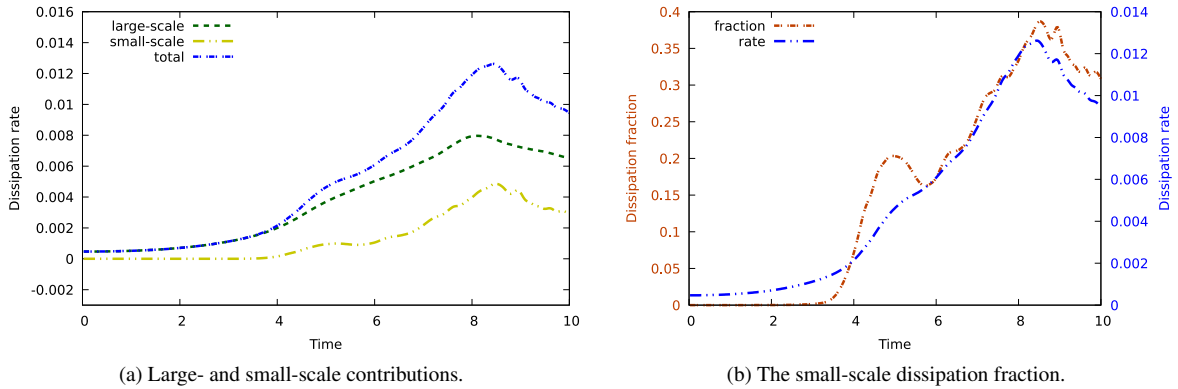 0.016
0.014
0.012
0.01
0.008
0.006
0.004
0.002
0
-0.002
Dissipation rate
large-scale
small-scale
total
0 2 4 6 8 10
Time
(a) Large- and small-scale contributions.
0.4
0.35
0.3
0.25
0.2
0.15
0.1
0.05
0
Dissipation fraction
fraction
rate
0.014
0.012
0.01
0.008
0.006
0.004
0.002
0
Dissipation rate
0 2 4 6 8 10
Time
(b) The small-scale dissipation fraction.